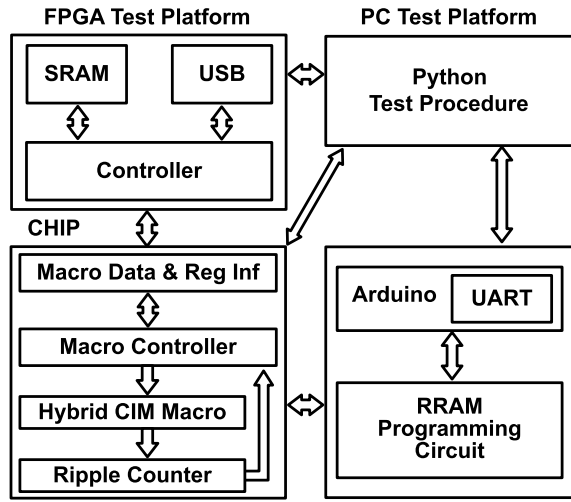 FPGA Test Platform
SRAM
USB
Controller
PC Test Platform
Python
Test Procedure
CHIP
Macro Data & Reg Inf
Macro Controller
Hybrid CIM Macro
Ripple Counter
Arduino
UART
RRAM
Programming
Circuit